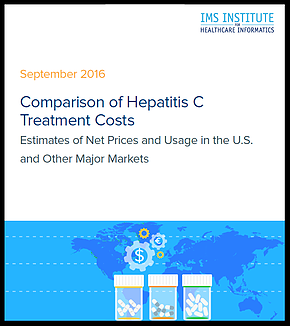 IMS INSTITUTE
FOR
HEALTHCARE INFORMATICS
September 2016
Comparison of Hepatitis C
Treatment Costs
Estimates of Net Prices and Usage in the U.S.
and Other Major Markets
$
€